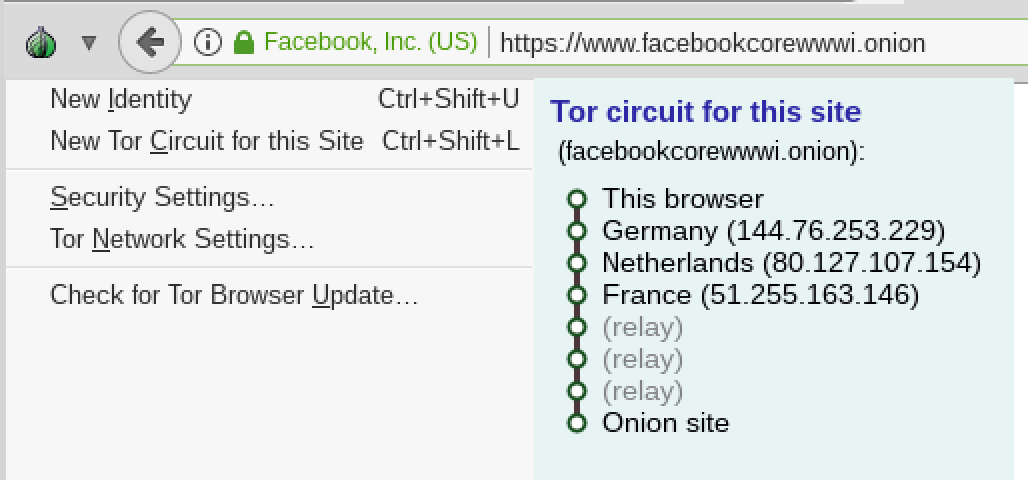 Facebook, Inc. (US) https://www.facebookcorewwwi.onion
New Identity Ctrl+Shift+U
New Tor Circuit for this Site Ctrl+Shift+L
Security Settings…
Tor Network Settings…
Check for Tor Browser Update…
Tor circuit for this site
(facebookcorewwwi.onion):
This browser
Germany (144.76.253.229)
Netherlands (80.127.107.154)
France (51.255.163.146)
(relay)
(relay)
(relay)
Onion site